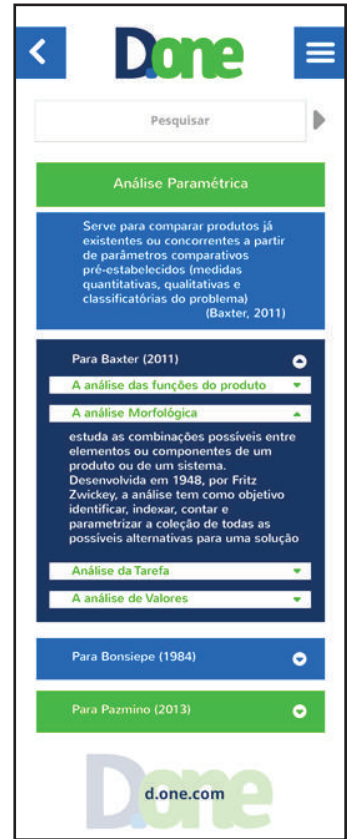 D.one
Pesquisar
Análise Paramétrica
Serve para comparar produtos já
existentes ou concorrentes a partir
de parâmetros comparativos
pré-estabelecidos (medidas
quantitativas, qualitativas e
classificatórias do problema)
(Baxter, 2011)
Para Baxter (2011)
A análise das funções do produto
A análise Morfológica
estuda as combinações possíveis entre
elementos ou componentes de um
produto ou de um sistema.
Desenvolvida em 1948, por Fritz
Zwickey, a análise tem como objetivo
identificar, indexar, contar e
parametrizar a coleção de todas as
possíveis alternativas para uma solução
Análise da Tarefa
A análise de Valores
Para Bonsiepe (1984)
Para Pazmino (2013)
D.one
d.one.com